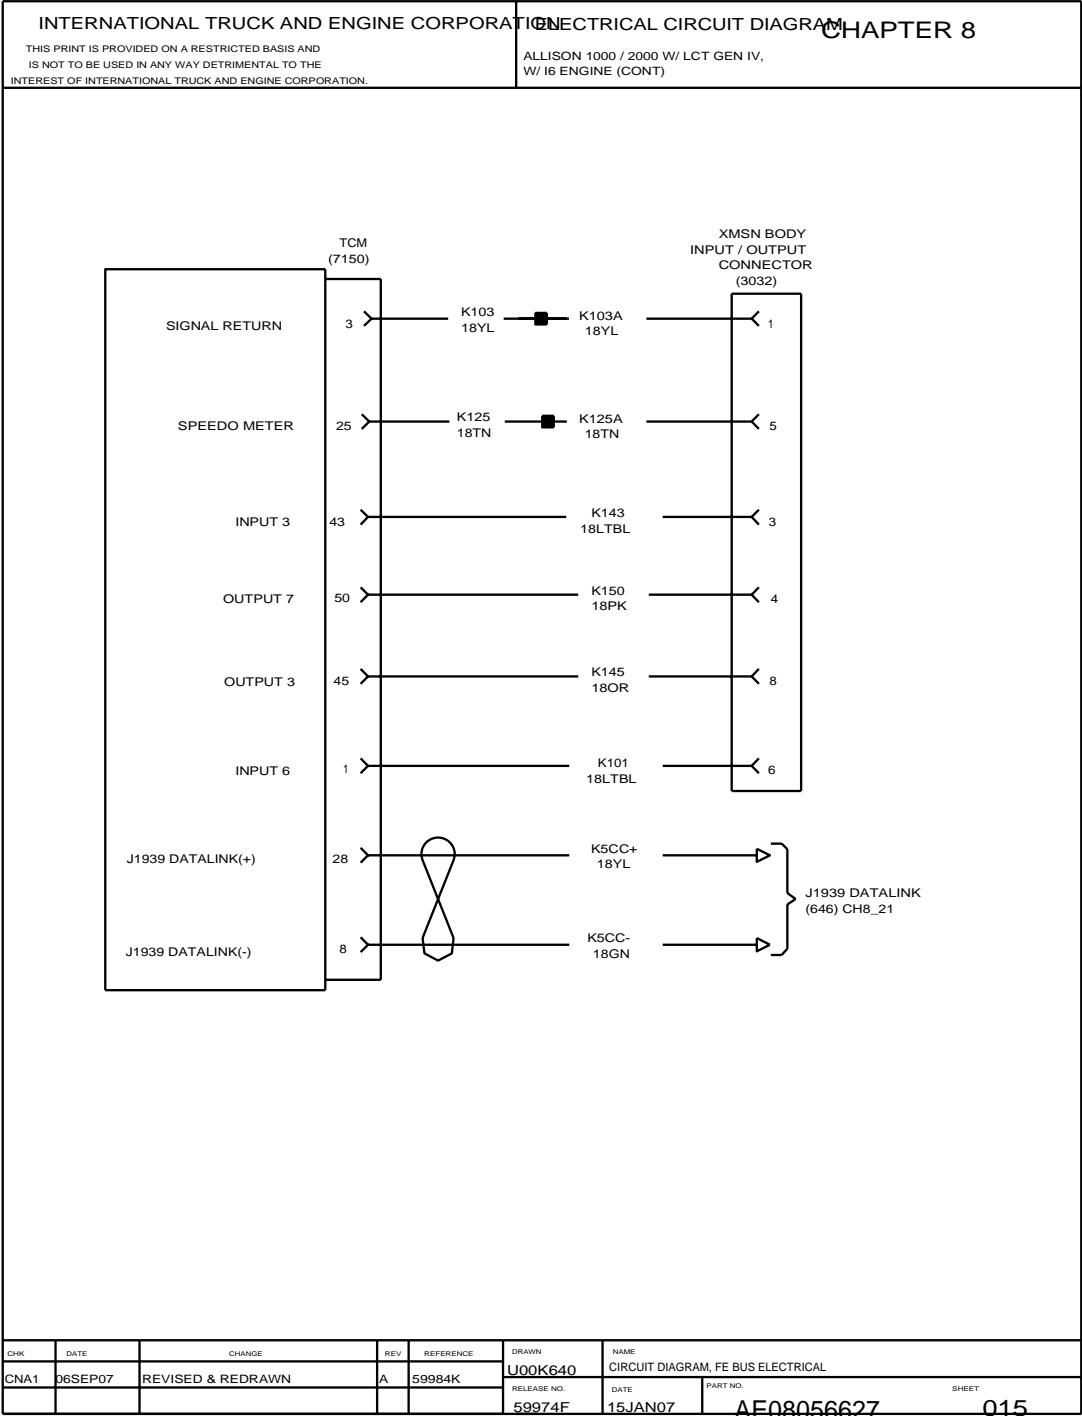 INTERNATIONAL TRUCK AND ENGINE CORPORATION
THIS PRINT IS PROVIDED ON A RESTRICTED BASIS AND
IS NOT TO BE USED IN ANY WAY DETRIMENTAL TO THE
INTEREST OF INTERNATIONAL TRUCK AND ENGINE CORPORATION.
ELECTRICAL CIRCUIT DIAGRAM
CHAPTER 8
ALLISON 1000 / 2000 W/ LCT GEN IV,
W/ I6 ENGINE (CONT)
TCM
(7150)
XMSN BODY
INPUT / OUTPUT
CONNECTOR
(3032)
SIGNAL RETURN 3 K103 18YL K103A 18YL 1
SPEEDO METER 25 K125 18TN K125A 18TN 5
INPUT 3 43 K143 18LTBL 3
OUTPUT 7 50 K150 18PK 4
OUTPUT 3 45 K145 18OR 8
INPUT 6 1 K101 18LTBL 6
J1939 DATALINK(+) 28 K5CC+ 18YL
J1939 DATALINK
(646) CH8_21
J1939 DATALINK(-) 8 K5CC- 18GN
CHK DATE CHANGE REV REFERENCE
CNA1 06SEP07 REVISED & REDRAWN A 59984K
DRAWN
U00K640
NAME
CIRCUIT DIAGRAM, FE BUS ELECTRICAL
RELEASE NO.
59974F
DATE
15JAN07
PART NO.
AE08056627
SHEET
015